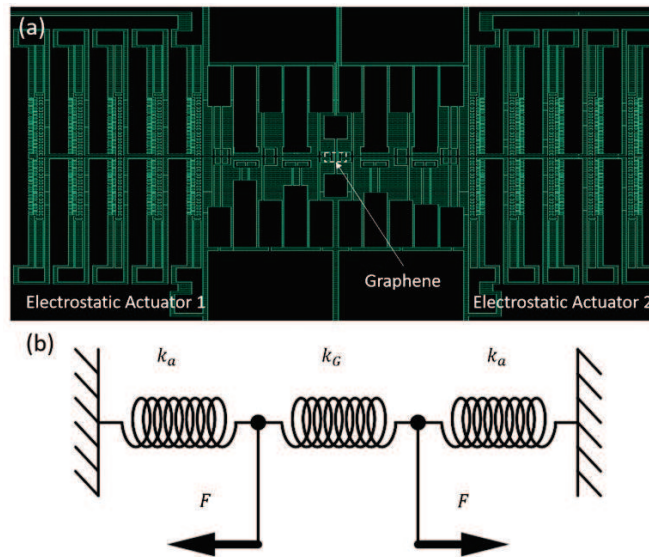 (a)
Graphene
Electrostatic Actuator 1
Electrostatic Actuator 2
(b)
k_a
k_G
k_a
F
F